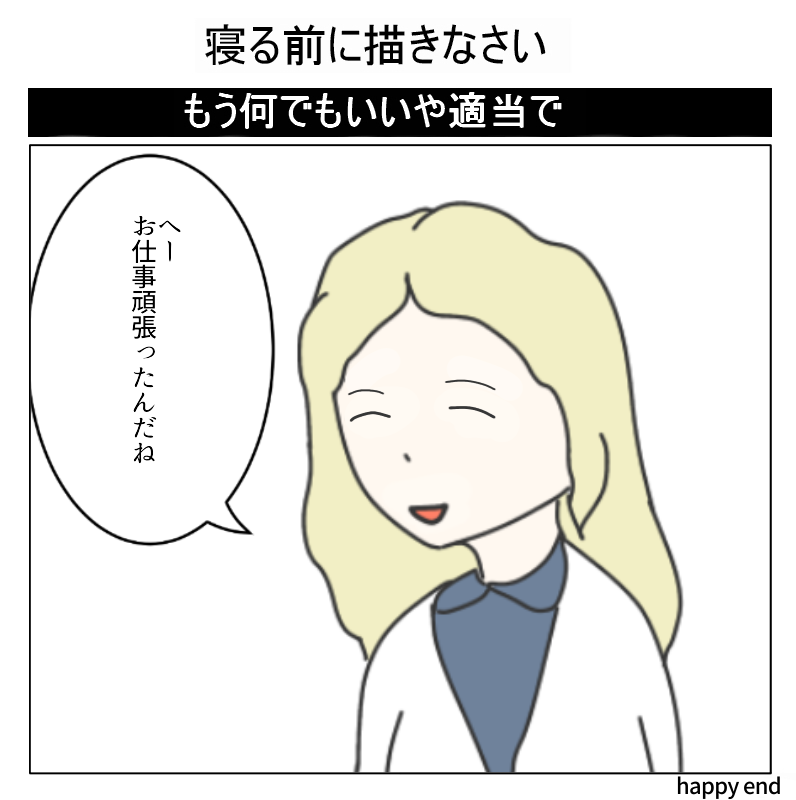 寝る前に描きなさい
もう何でもいいや適当で
へー
お仕事頑張ったんだね
happy end